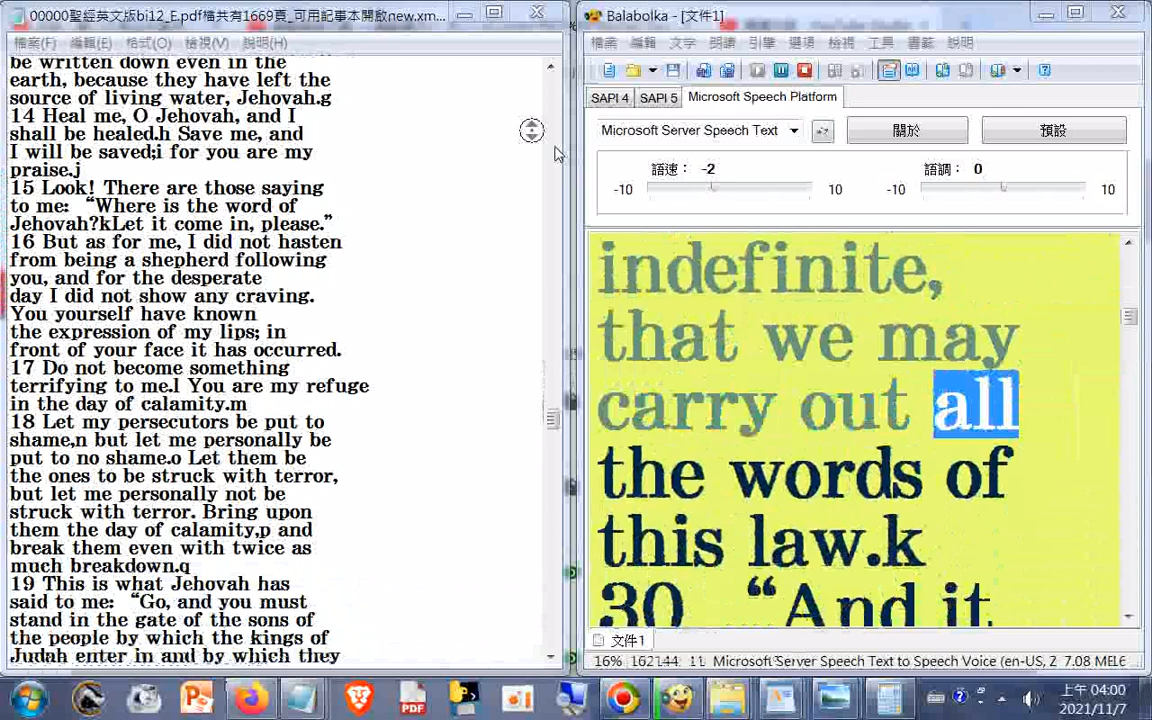 00000聖經英文版bi12_E.pdf檔共有1669頁_可用記事本開啟new.xm...
檔案(F) 編輯(E) 格式(O) 檢視(V) 說明(H)
be written down even in the
earth, because they have left the
source of living water, Jehovah.g
14 Heal me, O Jehovah, and I
shall be healed.h Save me, and
I will be saved;i for you are my
praise.j
15 Look! There are those saying
to me: “Where is the word of
Jehovah?kLet it come in, please.”
16 But as for me, I did not hasten
from being a shepherd following
you, and for the desperate
day I did not show any craving.
You yourself have known
the expression of my lips; in
front of your face it has occurred.
17 Do not become something
terrifying to me.l You are my refuge
in the day of calamity.m
18 Let my persecutors be put to
shame,n but let me personally be
put to no shame.o Let them be
the ones to be struck with terror,
but let me personally not be
struck with terror. Bring upon
them the day of calamity,p and
break them even with twice as
much breakdown.q
19 This is what Jehovah has
said to me: “Go, and you must
stand in the gate of the sons of
the people by which the kings of
Judah enter in and by which they
Balabolka - [文件1]
檔案 編輯 文字 朗讀 引擎 選項 檢視 工具 書籤 說明
SAPI 4 SAPI 5 Microsoft Speech Platform
Microsoft Server Speech Text 關於 預設
語速： -2 語調： 0
-10 10 -10 10
indefinite,
that we may
carry out all
the words of
this law.k
30 “And it
文件1
16% 162144: 11 Microsoft Server Speech Text to Speech Voice (en-US, 2 7.08 МБ
PDF
上午 04:00
2021/11/7